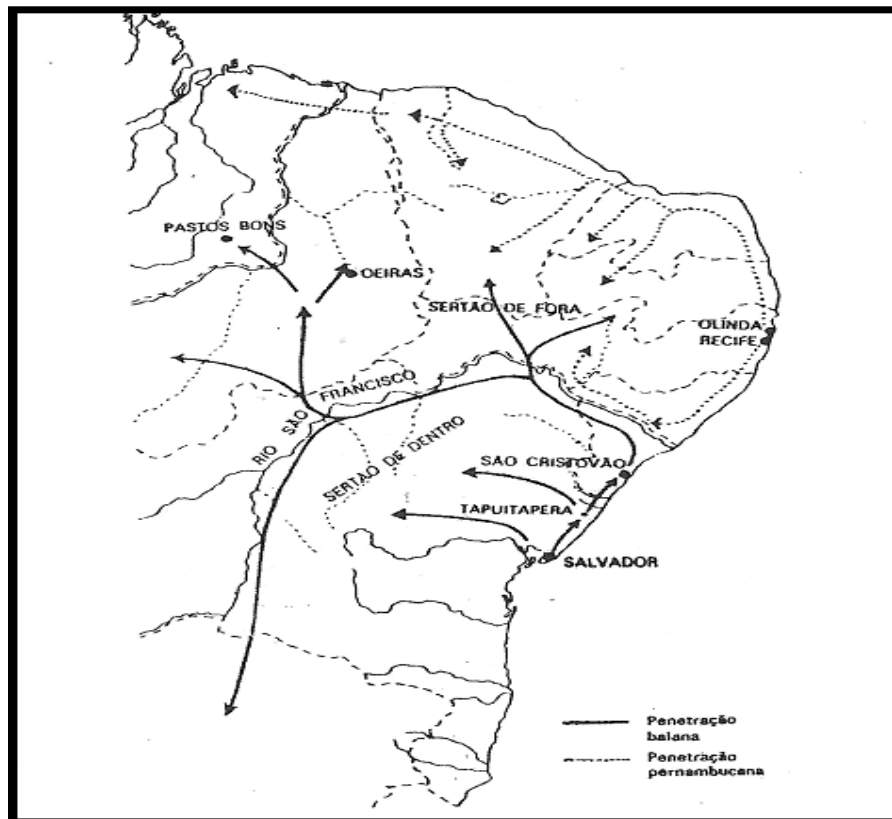 PASTOS BONS
OEIRAS
SERTÃO DE FORA
OLINDA
RECIFE
RIO SÃO FRANCISCO
SERTÃO DE DENTRO
SÃO CRISTOVÃO
TAPUITAPERA
SALVADOR
Penetração
baiana
Penetração
pernambucana